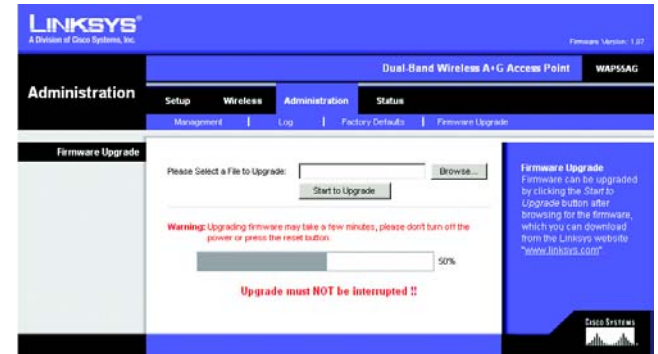 LINKSYS®
A Division of Cisco Systems, Inc.
Firmware Version: 1.07
Dual-Band Wireless A+G Access Point
WAP55AG
Administration
Setup
Wireless
Administration
Status
Management
Log
Factory Defaults
Firmware Upgrade
Firmware Upgrade
Please Select a File to Upgrade:
Browse...
Start to Upgrade
Warning: Upgrading firmware may take a few minutes, please don't turn off the
power or press the reset button.
50%
Upgrade must NOT be interrupted !!
Firmware Upgrade
Firmware can be upgraded
by clicking the Start to
Upgrade button after
browsing for the firmware,
which you can download
from the Linksys website
"www.linksys.com".
CISCO SYSTEMS